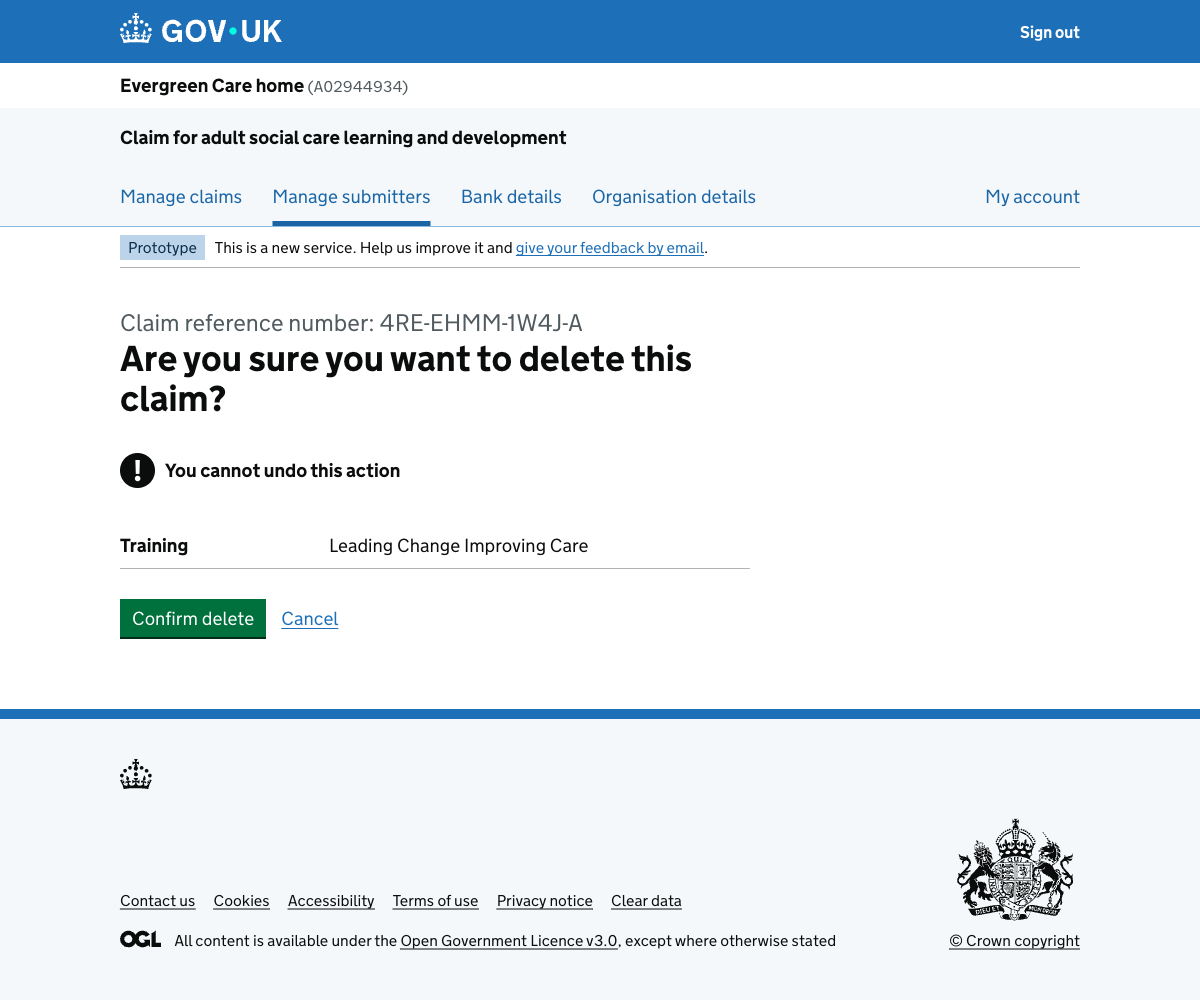 GOV·UK
Sign out
Evergreen Care home (A02944934)
Claim for adult social care learning and development
Manage claims Manage submitters Bank details Organisation details My account
Prototype This is a new service. Help us improve it and give your feedback by email.
Claim reference number: 4RE-EHMM-1W4J-A
Are you sure you want to delete this
claim?
! You cannot undo this action
Training Leading Change Improving Care
Confirm delete Cancel
Contact us Cookies Accessibility Terms of use Privacy notice Clear data
OGL All content is available under the Open Government Licence v3.0, except where otherwise stated
© Crown copyright